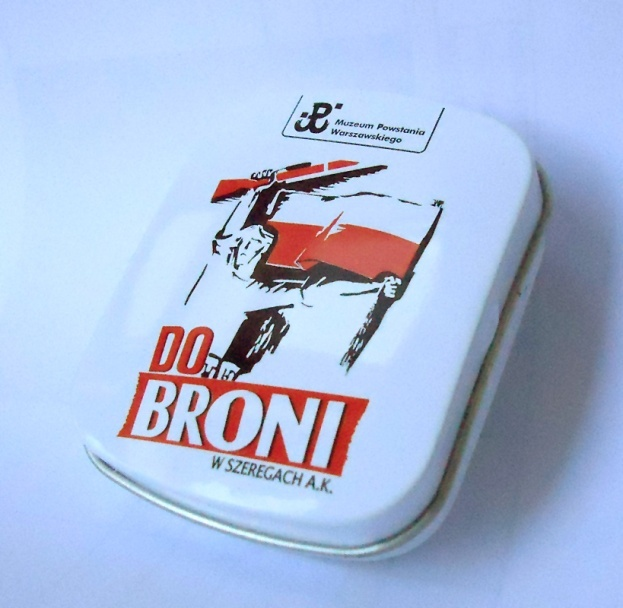 Muzeum Powstania
Warszawskiego
DO
BRONI
W SZEREGACH A.K.